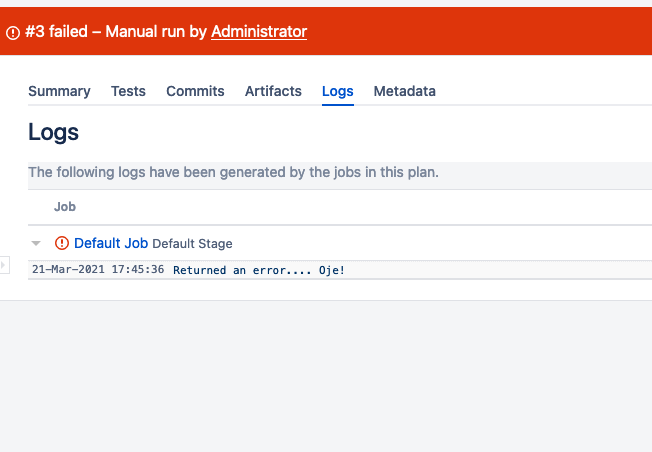 #3 failed – Manual run by Administrator
Summary Tests Commits Artifacts Logs Metadata
Logs
The following logs have been generated by the jobs in this plan.
Job
Default Job Default Stage
21-Mar-2021 17:45:36 Returned an error.... Oje!